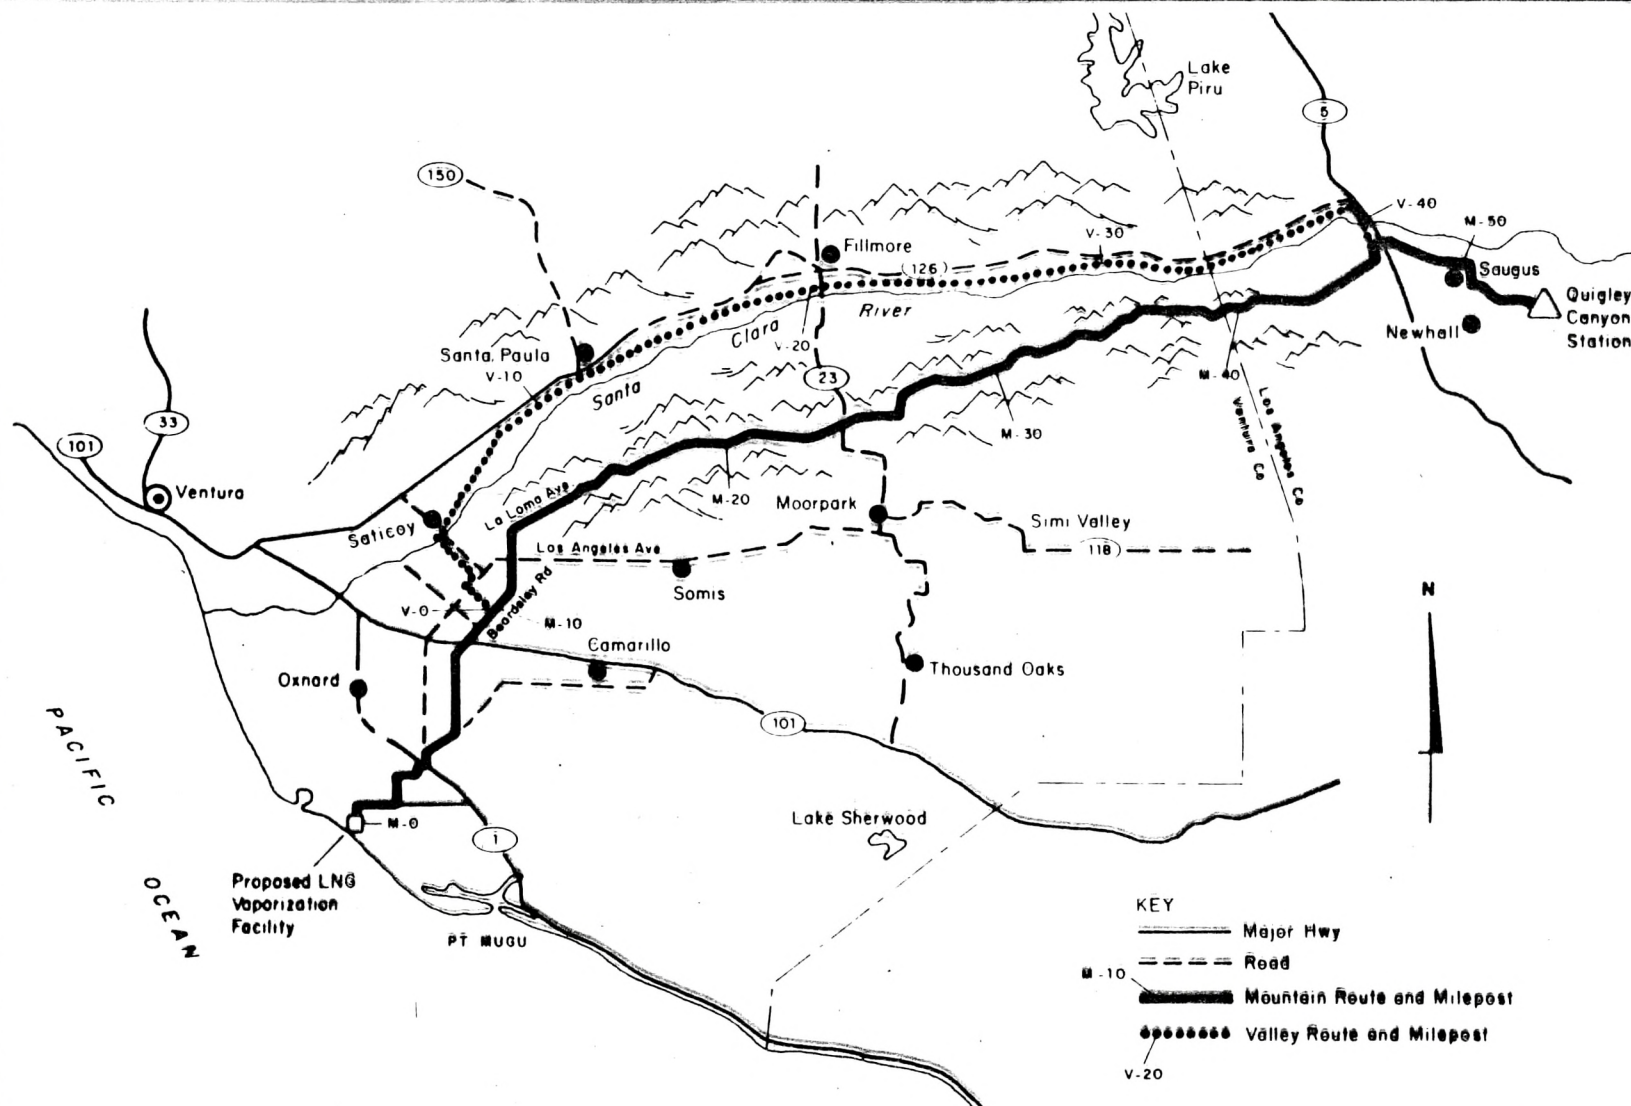 Lake
Piru
5
150
V-40
M-50
V-30
Fillmore
126
Saugus
Quigley
Canyon
Station
River
Clara
Newhall
V-20
Santa Paula
V-10
23
M-40
Santa
Los Angeles Co
Ventura Co
33
M-30
101
Ventura
La Loma Ave
M-20
Moorpark
Simi Valley
Saticoy
Los Angeles Ave
118
Somis
Beardsley Rd
V-0
M-10
N
Camarillo
Oxnard
Thousand Oaks
101
PACIFIC
OCEAN
M-0
Lake Sherwood
1
Proposed LNG
Vaporization
Facility
PT MUGU
KEY
Major Hwy
Road
M-10
Mountain Route and Milepost
Valley Route and Milepost
V-20